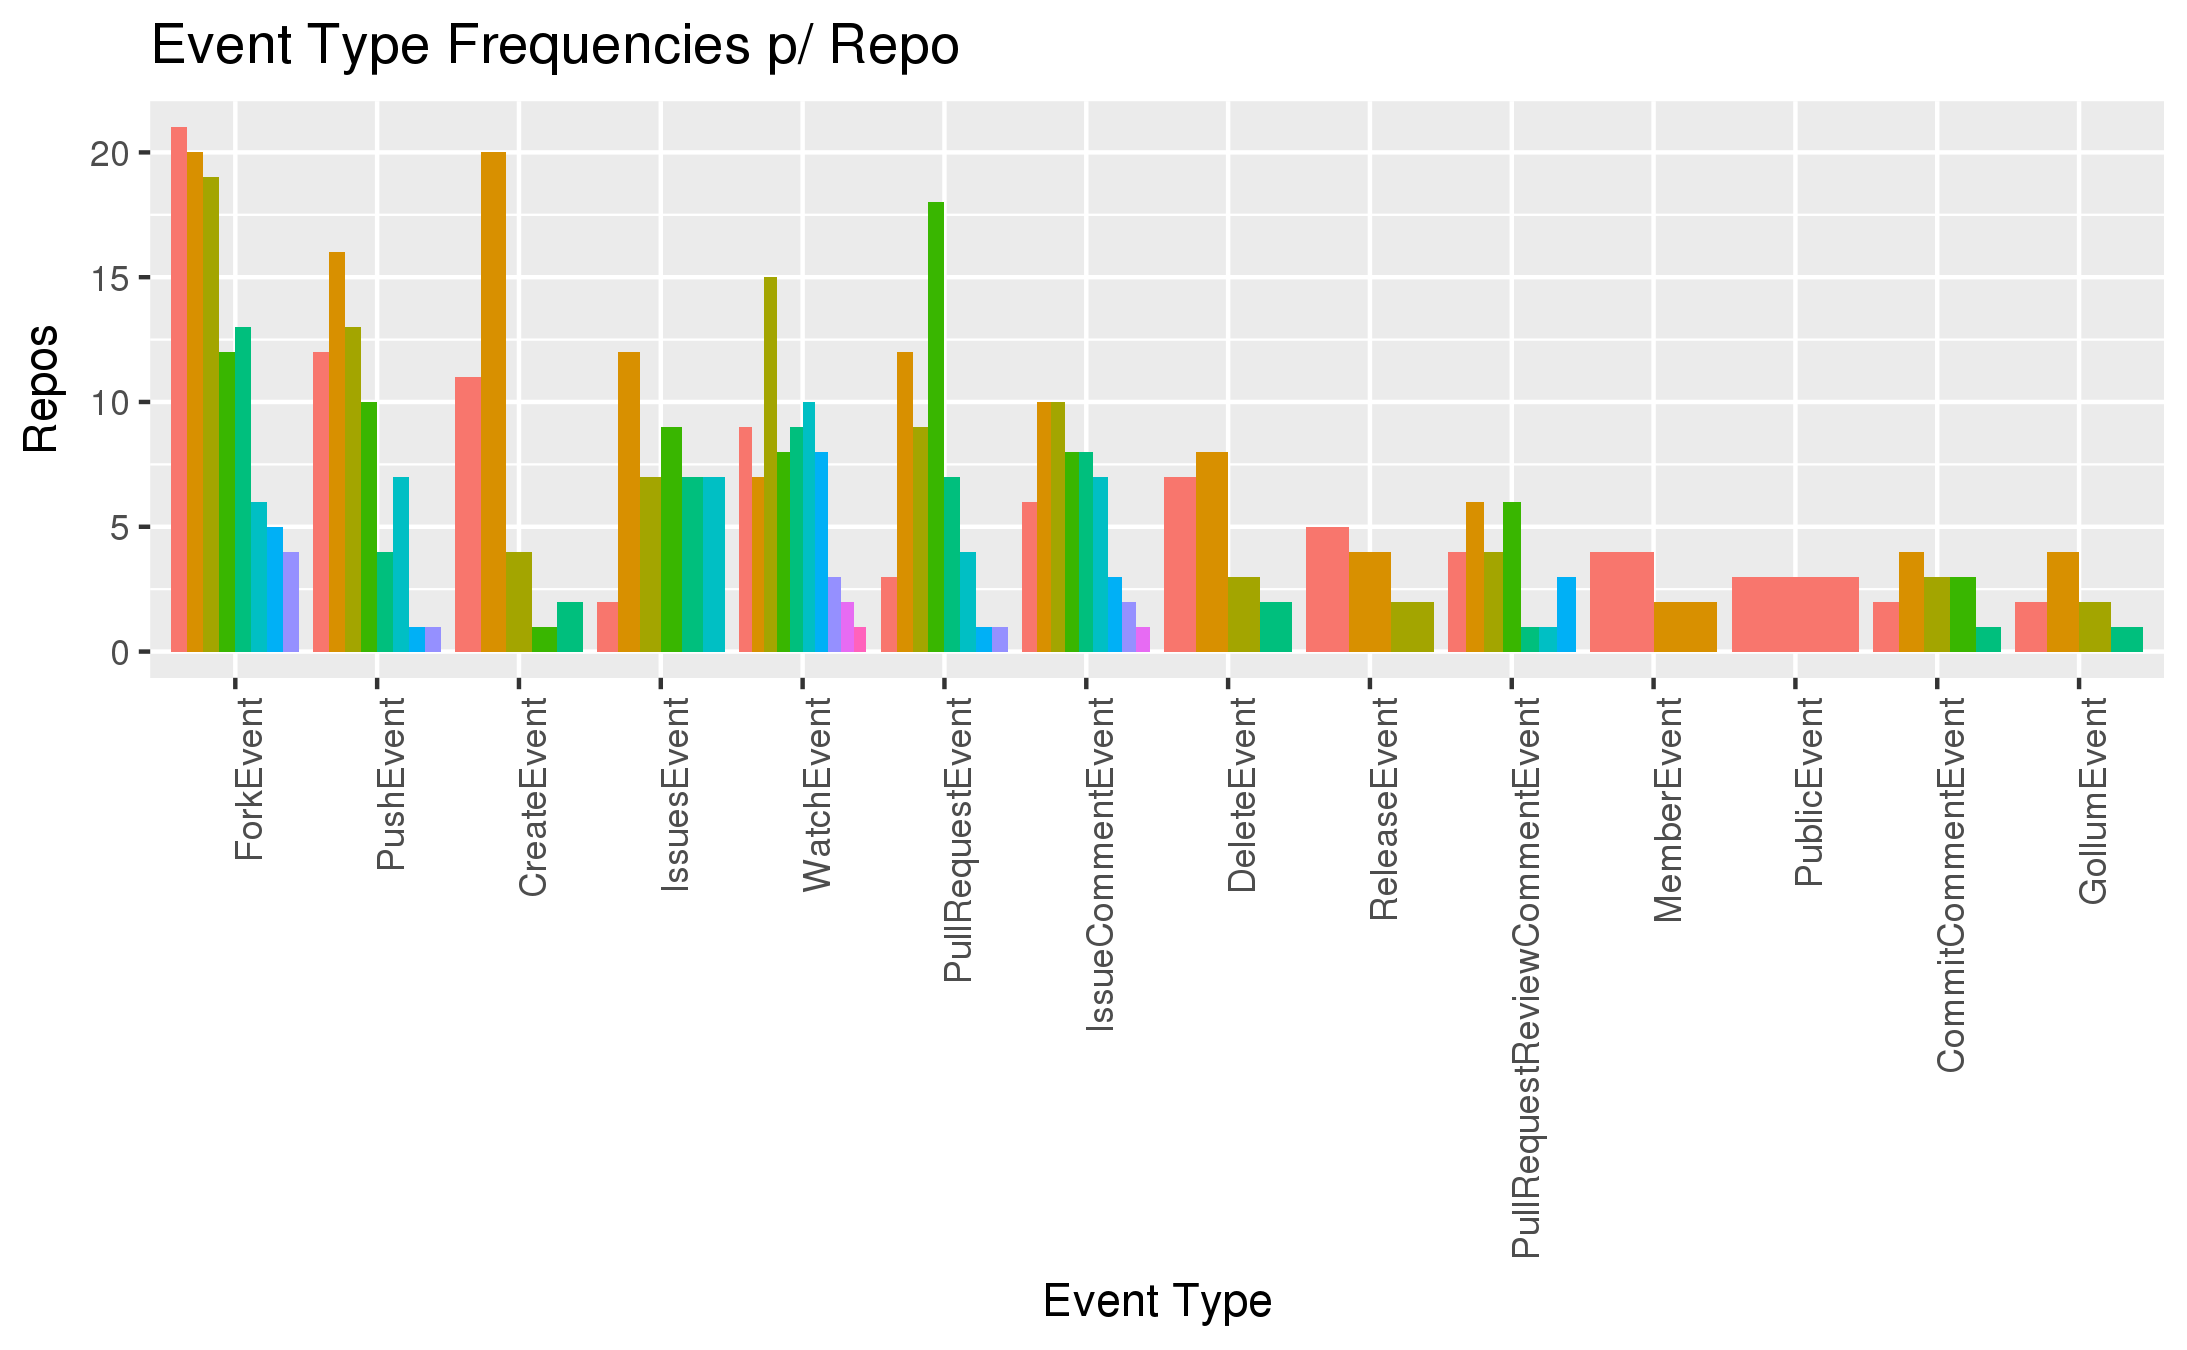 Event Type Frequencies p/ Repo
Repos
20
15
10
5
0
ForkEvent
PushEvent
CreateEvent
IssuesEvent
WatchEvent
PullRequestEvent
IssueCommentEvent
DeleteEvent
ReleaseEvent
PullRequestReviewCommentEvent
MemberEvent
PublicEvent
CommitCommentEvent
GollumEvent
Event Type